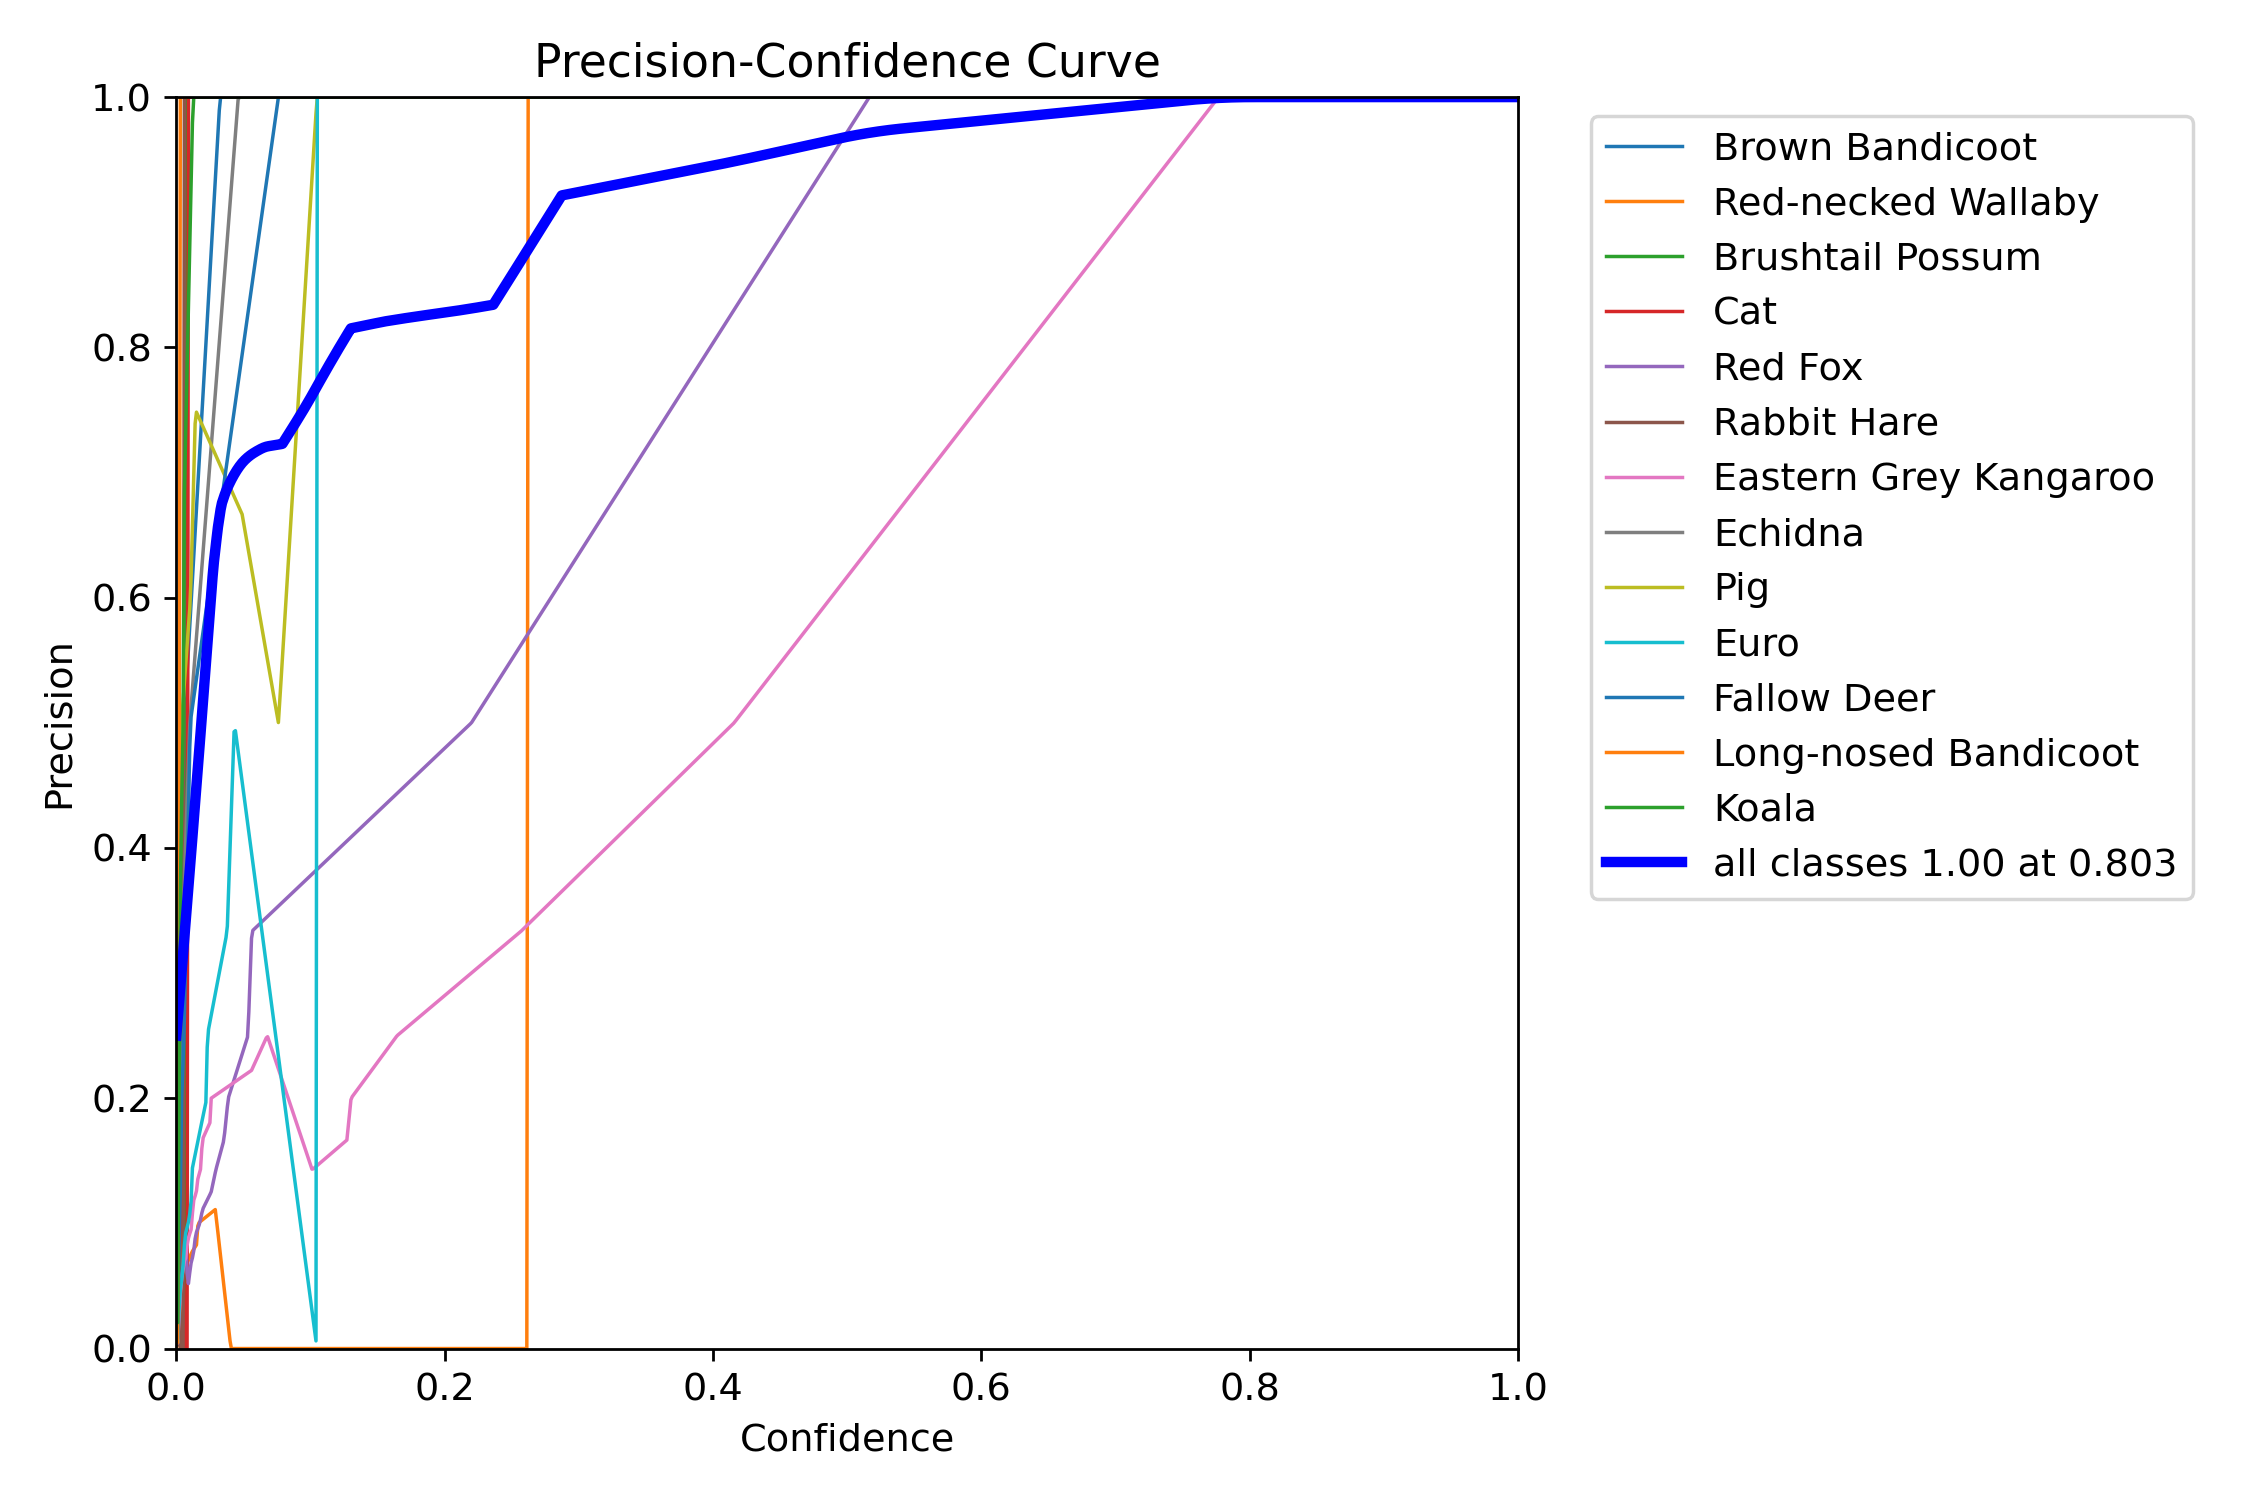 Precision-Confidence Curve
1.0
0.8
0.6
0.4
0.2
0.0
Precision
0.0 0.2 0.4 0.6 0.8 1.0
Confidence
Brown Bandicoot
Red-necked Wallaby
Brushtail Possum
Cat
Red Fox
Rabbit Hare
Eastern Grey Kangaroo
Echidna
Pig
Euro
Fallow Deer
Long-nosed Bandicoot
Koala
all classes 1.00 at 0.803